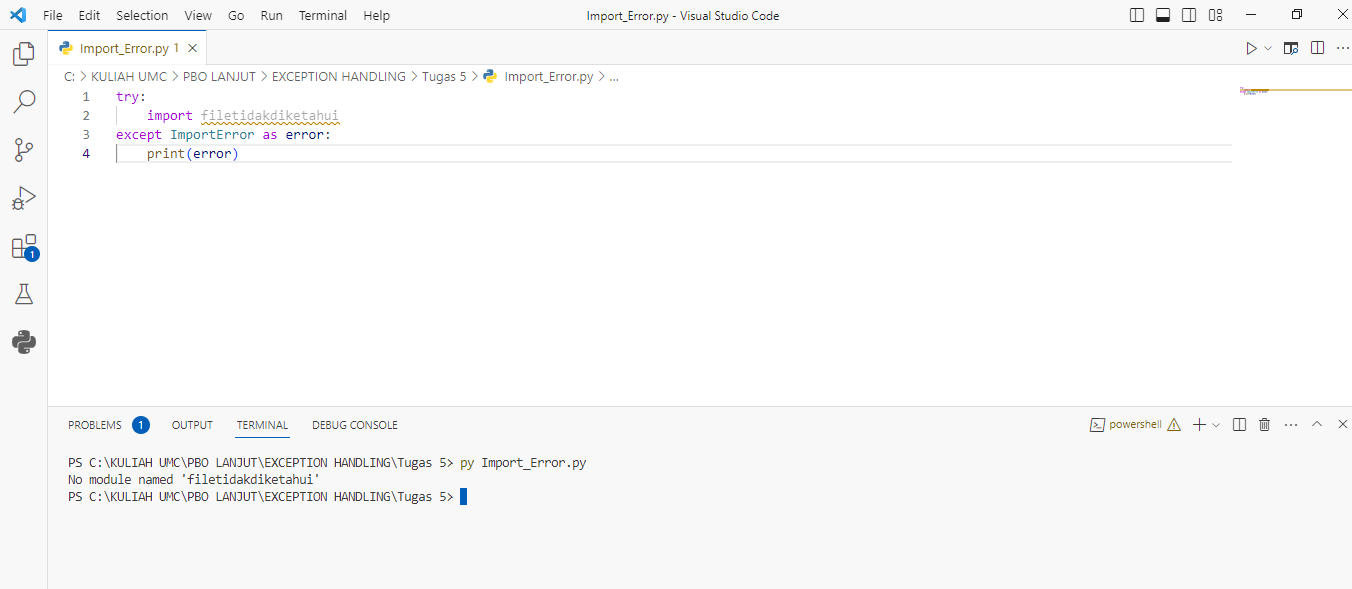 File Edit Selection View Go Run Terminal Help Import_Error.py - Visual Studio Code
Import_Error.py 1
C: > KULIAH UMC > PBO LANJUT > EXCEPTION HANDLING > Tugas 5 > Import_Error.py > ...
1 try:
2 import filetidakdiketahui
3 except ImportError as error:
4 print(error)
1
PROBLEMS 1 OUTPUT TERMINAL DEBUG CONSOLE powershell
PS C:\KULIAH UMC\PBO LANJUT\EXCEPTION HANDLING\Tugas 5> py Import_Error.py
No module named 'filetidakdiketahui'
PS C:\KULIAH UMC\PBO LANJUT\EXCEPTION HANDLING\Tugas 5>